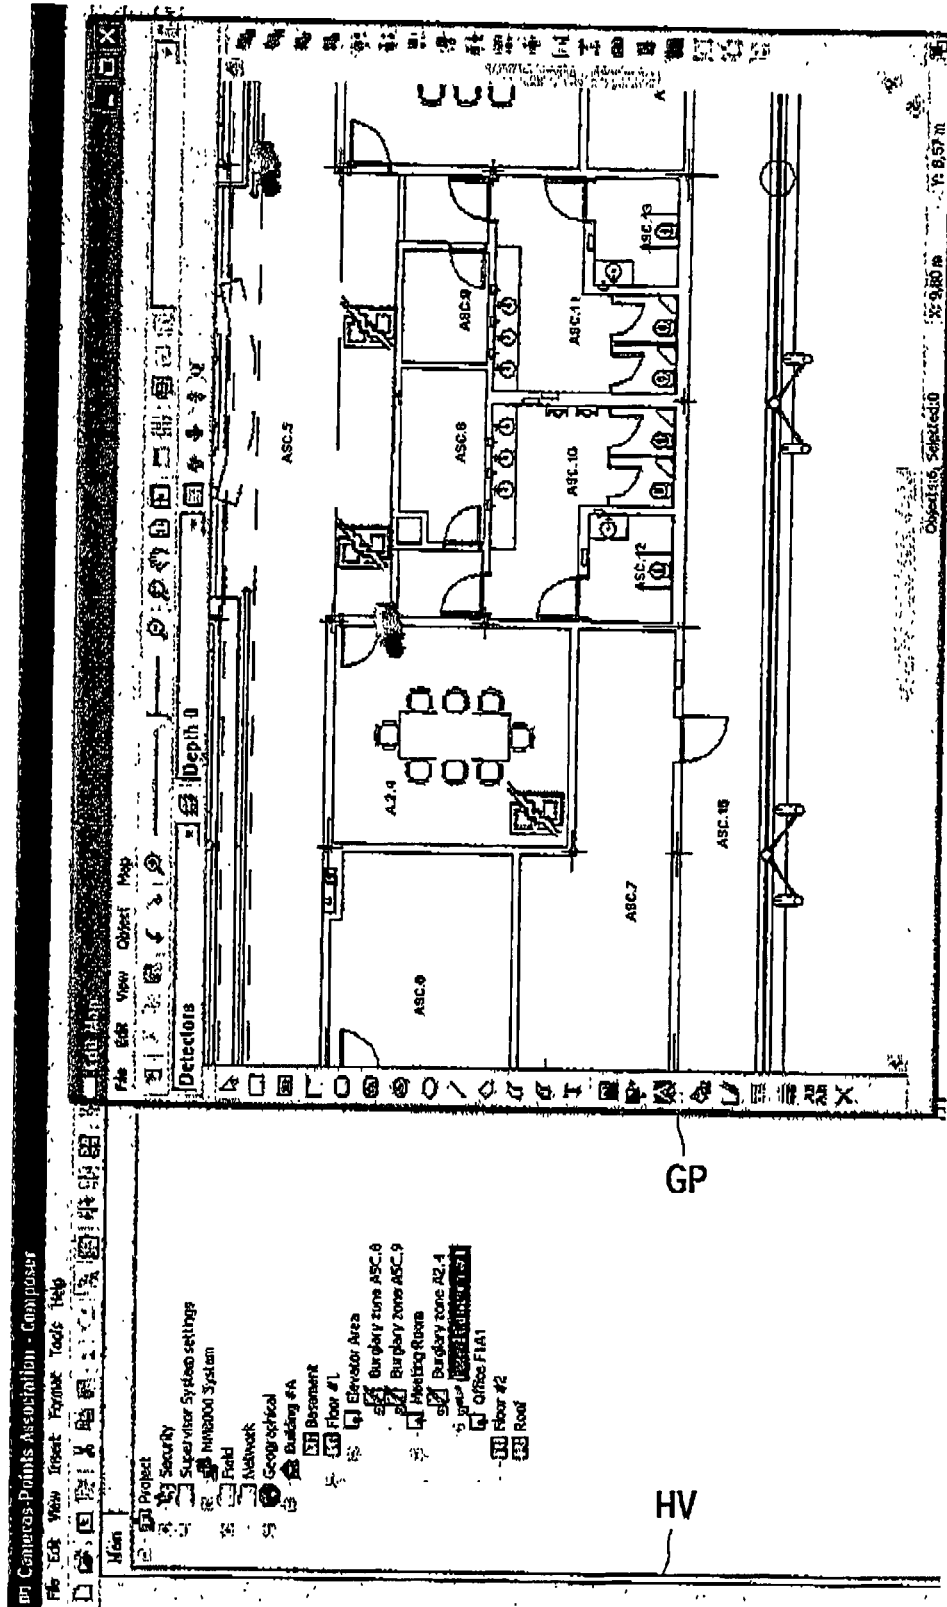 Cameras-Points Association - Composer
File Edit View Insert Format Tools Help
Main
Project
Security
Supervisor System settings
NM8000 System
Field
Network
Geographical
Building #A
Basement
Floor #1
Elevator Area
Burglary zone ASC.8
Burglary zone ASC.9
Meeting Room
Burglary zone A2.4
Office F1A1
Floor #2
Roof
HV
GP
File Edit View Object Map
Detectors
Depth 0
ASC.5
A.2.4
ASC.8
ASC.9
ASC.6
ASC.10
ASC.11
ASC.12
ASC.13
ASC.7
ASC.15
Objects:6, Selected:0
X: 9,80 m
Y: 8,57 m